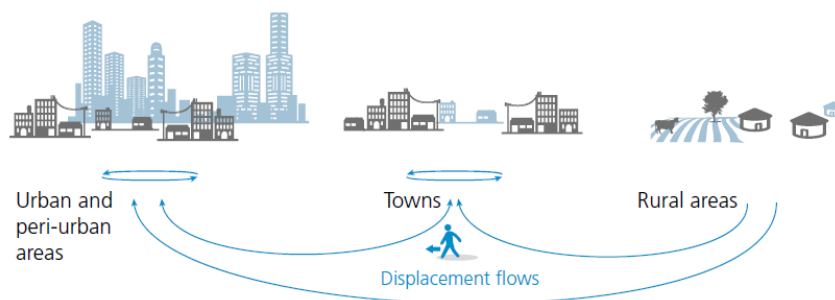 Urban and
peri-urban
areas
Towns
Rural areas
Displacement flows